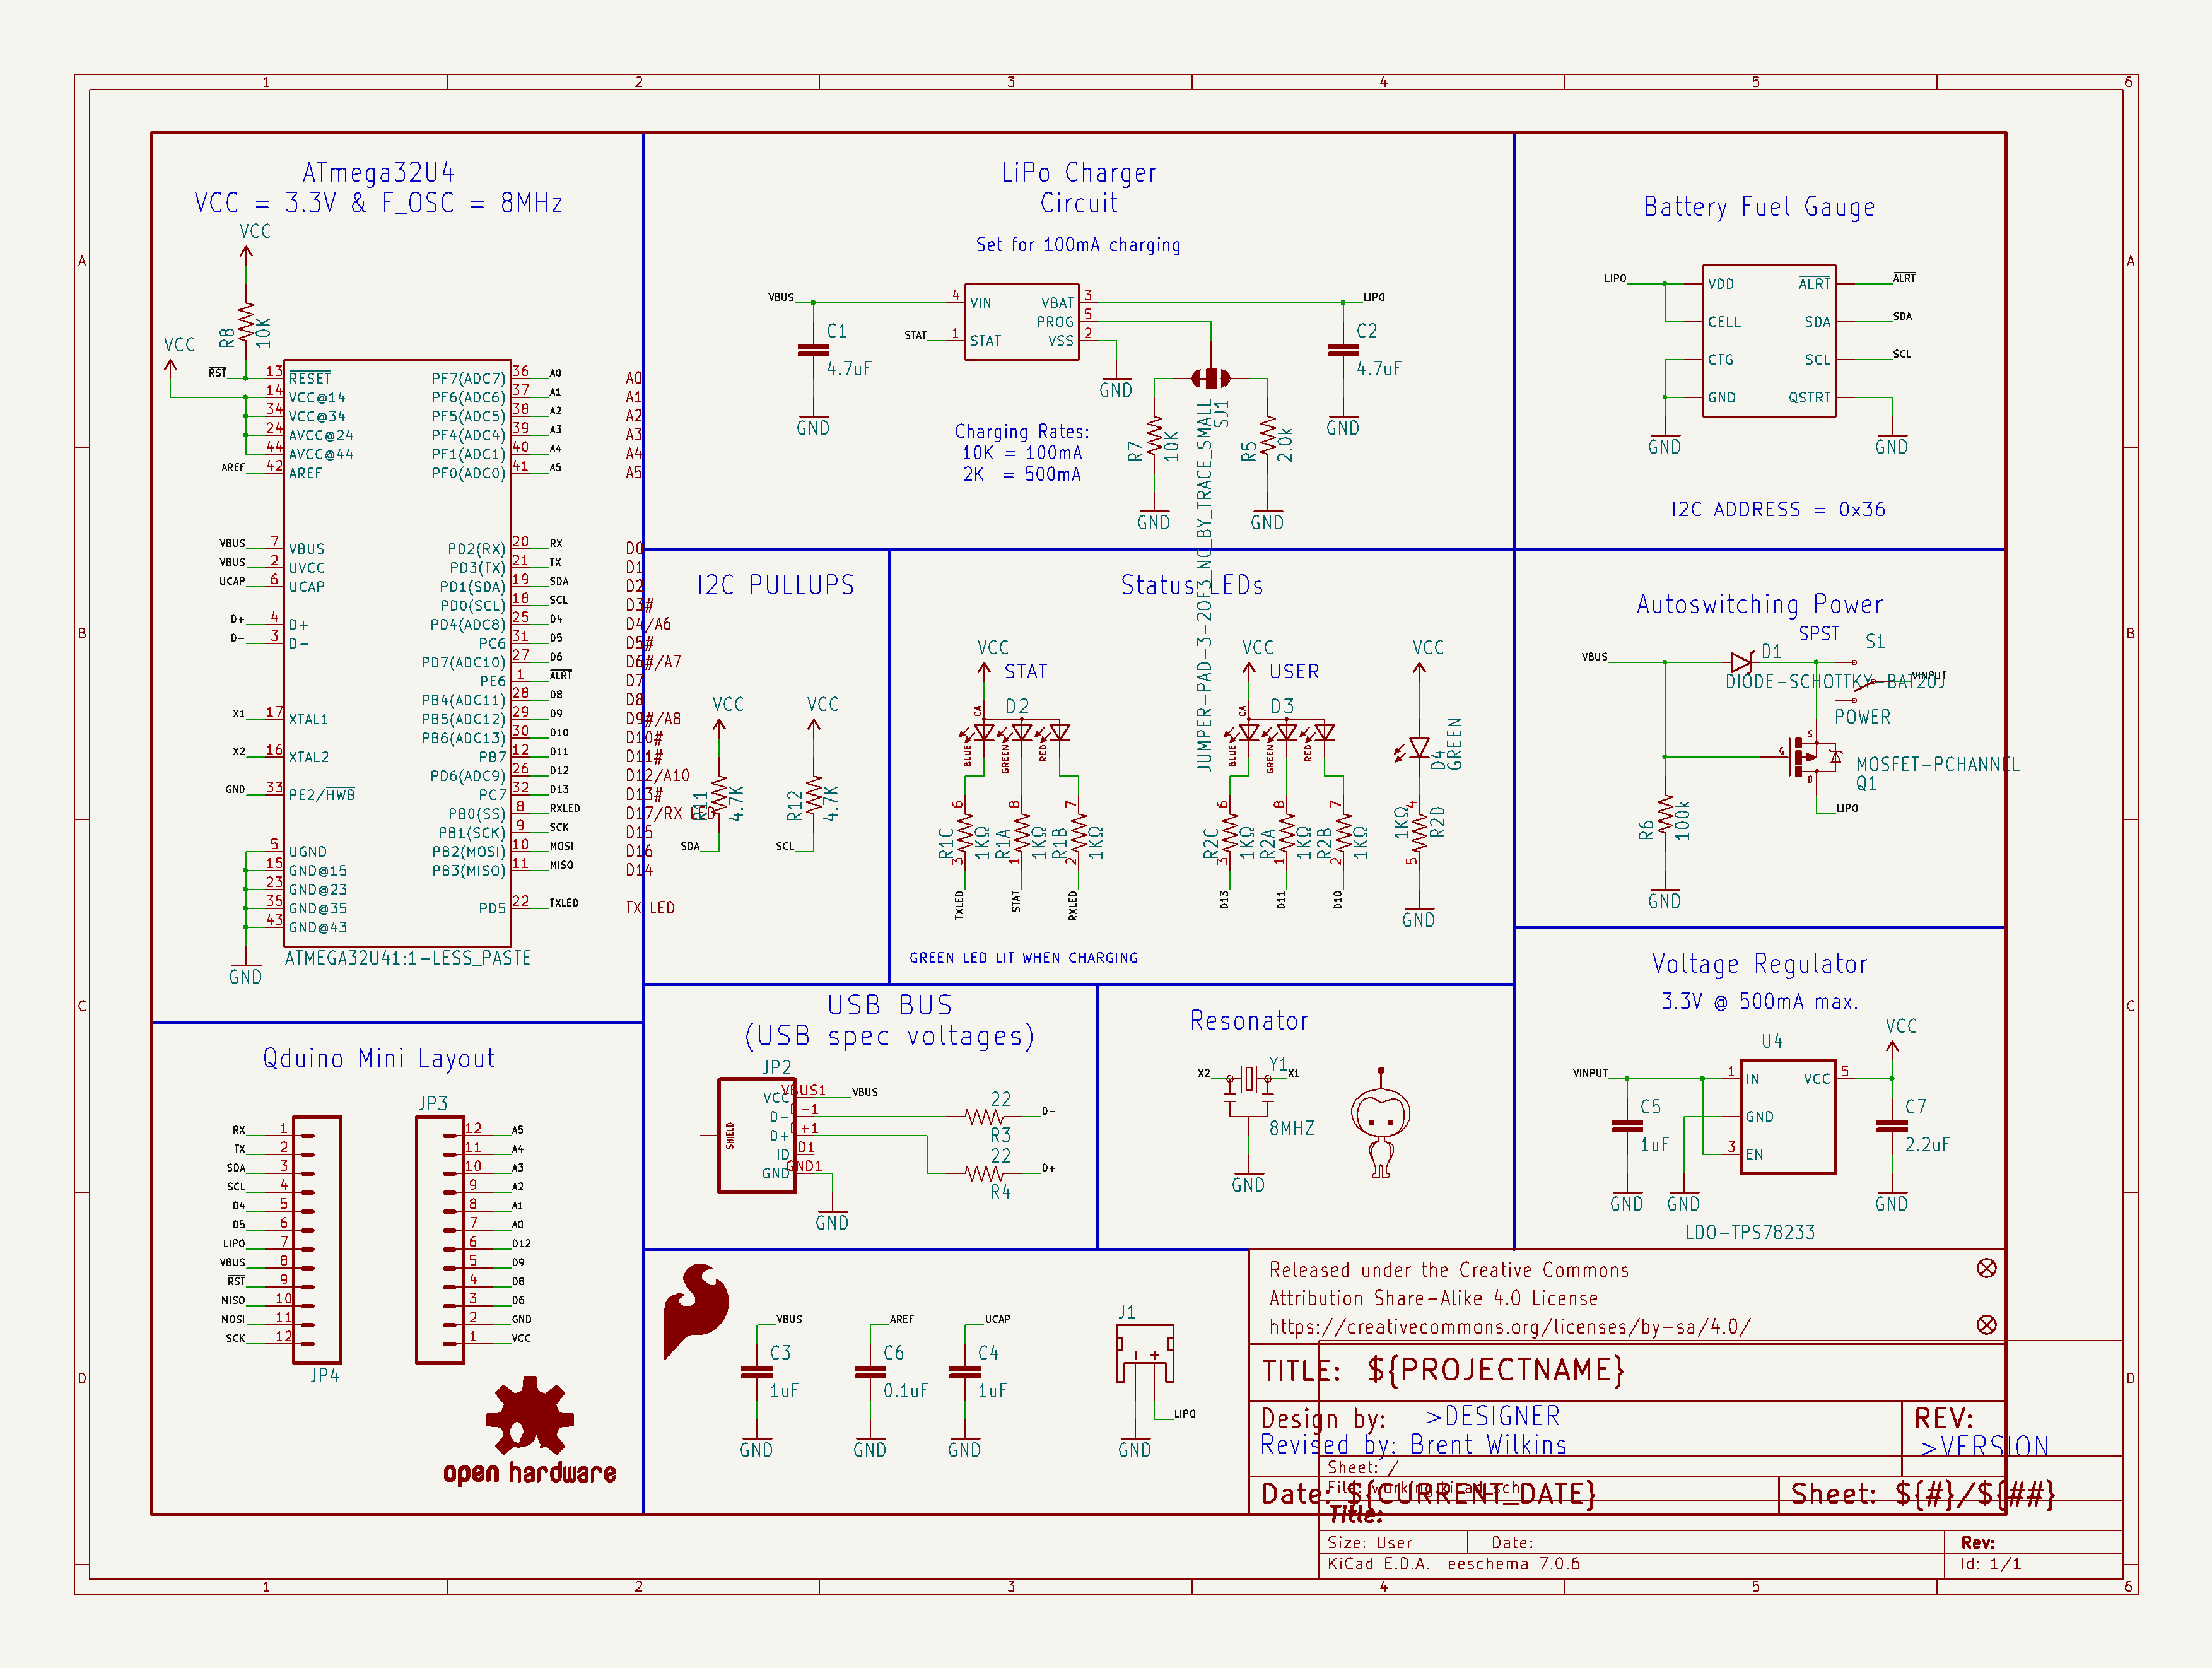 1 2 3 4 5 6
A
B
C
D
A
B
C
D
1 2 3 4 5 6
ATmega32U4
VCC = 3.3V & F_OSC = 8MHz
VCC
R8
10K
VCC
RST
13 RESET
14 VCC@14
34 VCC@34
24 AVCC@24
44 AVCC@44
AREF 42 AREF
VBUS 7 VBUS
VBUS 2 UVCC
UCAP 6 UCAP
D+ 4 D+
D- 3 D-
X1 17 XTAL1
X2 16 XTAL2
GND 33 PE2/HWB
5 UGND
15 GND@15
23 GND@23
35 GND@35
43 GND@43
GND
PF7(ADC7) 36 A0 A0
PF6(ADC6) 37 A1 A1
PF5(ADC5) 38 A2 A2
PF4(ADC4) 39 A3 A3
PF1(ADC1) 40 A4 A4
PF0(ADC0) 41 A5 A5
PD2(RX) 20 RX D0
PD3(TX) 21 TX D1
PD1(SDA) 19 SDA D2
PD0(SCL) 18 SCL D3#
PD4(ADC8) 25 D4 D4/A6
PC6 31 D5 D5#
PD7(ADC10) 27 D6 D6#/A7
PE6 1 ALRT D7
PB4(ADC11) 28 D8 D8
PB5(ADC12) 29 D9 D9#/A8
PB6(ADC13) 30 D10 D10#
PB7 12 D11 D11#
PD6(ADC9) 26 D12 D12/A10
PC7 32 D13 D13#
PB0(SS) 8 RXLED D17/RX LED
PB1(SCK) 9 SCK D15
PB2(MOSI) 10 MOSI D16
PB3(MISO) 11 MISO D14
PD5 22 TXLED TX LED
ATMEGA32U41:1-LESS_PASTE
LiPo Charger
Circuit
Set for 100mA charging
VBUS
4 VIN
STAT 1 STAT
VBAT 3
PROG 5
VSS 2
LIPO
C1
4.7uF
GND
GND
C2
4.7uF
GND
SJ1
JUMPER-PAD-3-2OF3_NC_BY_TRACE_SMALL
R7
10K
GND
R5
2.0k
GND
Charging Rates:
10K = 100mA
2K = 500mA
Battery Fuel Gauge
LIPO
VDD
CELL
CTG
GND
ALRT ALRT
SDA SDA
SCL SCL
QSTRT
GND
GND
I2C ADDRESS = 0x36
I2C PULLUPS
VCC
R11
4.7K
SDA
VCC
R12
4.7K
SCL
Status LEDs
VCC
STAT
D2
CA
BLUE
GREEN
RED
6
R1C
1KΩ
3
TXLED
8
R1A
1KΩ
1
STAT
7
R1B
1KΩ
2
RXLED
VCC
USER
D3
CA
BLUE
GREEN
RED
6
R2C
1KΩ
3
D13
8
R2A
1KΩ
1
D11
7
R2B
1KΩ
2
D10
VCC
D4
GREEN
4
1KΩ
R2D
5
GND
GREEN LED LIT WHEN CHARGING
Autoswitching Power
SPST
S1
VBUS
D1
DIODE-SCHOTTKY-BAT20J
VINPUT
POWER
S
G
D
MOSFET-PCHANNEL
Q1
LIPO
R6
100k
GND
Voltage Regulator
3.3V @ 500mA max.
VCC
U4
VINPUT
1 IN
GND
3 EN
VCC 5
C5
1uF
GND
GND
C7
2.2uF
GND
LDO-TPS78233
Qduino Mini Layout
JP3
RX 1
TX 2
SDA 3
SCL 4
D4 5
D5 6
LIPO 7
VBUS 8
RST 9
MISO 10
MOSI 11
SCK 12
JP4
12 A5
11 A4
10 A3
9 A2
8 A1
7 A0
6 D12
5 D9
4 D8
3 D6
2 GND
1 VCC
open hardware
USB BUS
(USB spec voltages)
JP2
SHIELD
VCC VBUS1 VBUS
D- D-1
D+ D+1
ID D1
GND GND1
GND
22
R3
D-
22
R4
D+
Resonator
X2
Y1
X1
8MHZ
GND
VBUS
C3
1uF
GND
AREF
C6
0.1uF
GND
UCAP
C4
1uF
GND
J1
- +
LIPO
GND
Released under the Creative Commons
Attribution Share-Alike 4.0 License
https://creativecommons.org/licenses/by-sa/4.0/
TITLE: ${PROJECTNAME}
Design by: >DESIGNER
Revised by: Brent Wilkins
REV:
>VERSION
Sheet: /
File: working.kicad_sch
Date: ${CURRENT_DATE}
Sheet: ${#}/${##}
Title:
Size: User
Date:
Rev:
KiCad E.D.A. eeschema 7.0.6
Id: 1/1